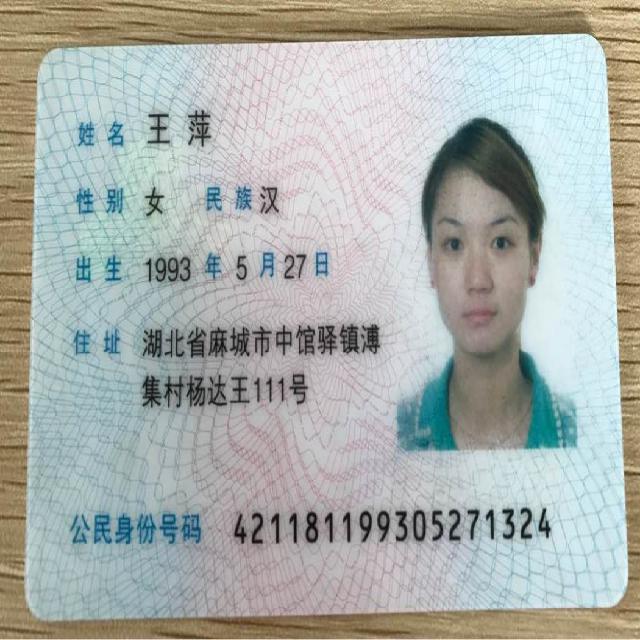 姓名 王萍
性别 女 民族 汉
出生 1993 年 5 月 27 日
住址 湖北省麻城市中馆驿镇溥
集村杨达王111号
公民身份号码 421181199305271324